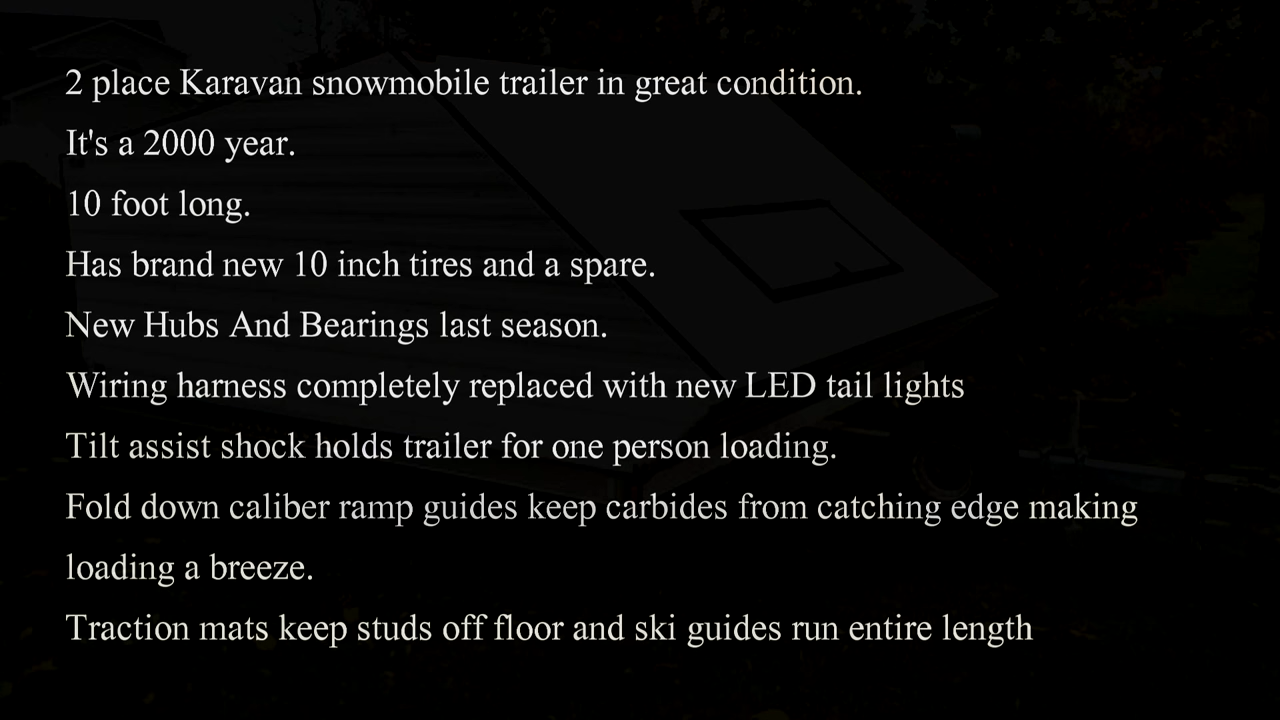 2 place Karavan snowmobile trailer in great condition.
It's a 2000 year.
10 foot long.
Has brand new 10 inch tires and a spare.
New Hubs And Bearings last season.
Wiring harness completely replaced with new LED tail lights
Tilt assist shock holds trailer for one person loading.
Fold down caliber ramp guides keep carbides from catching edge making
loading a breeze.
Traction mats keep studs off floor and ski guides run entire length